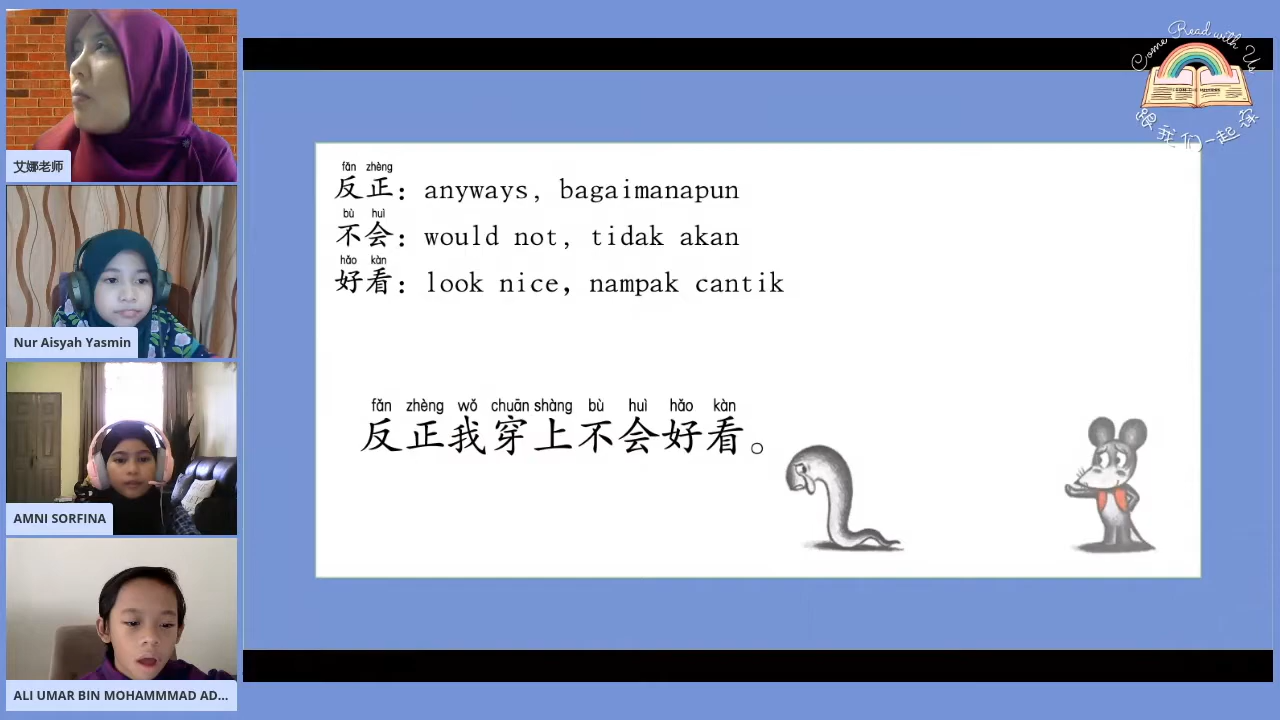 艾娜老师
Nur Aisyah Yasmin
AMNI SORFINA
ALI UMAR BIN MOHAMMMAD AD...
Come Read with Us
跟我们一起读
fǎn zhèng
反正：anyways, bagaimanapun
bù huì
不会：would not, tidak akan
hǎo kàn
好看：look nice, nampak cantik
fǎn zhèng wǒ chuān shàng bù huì hǎo kàn
反正我穿上不会好看。